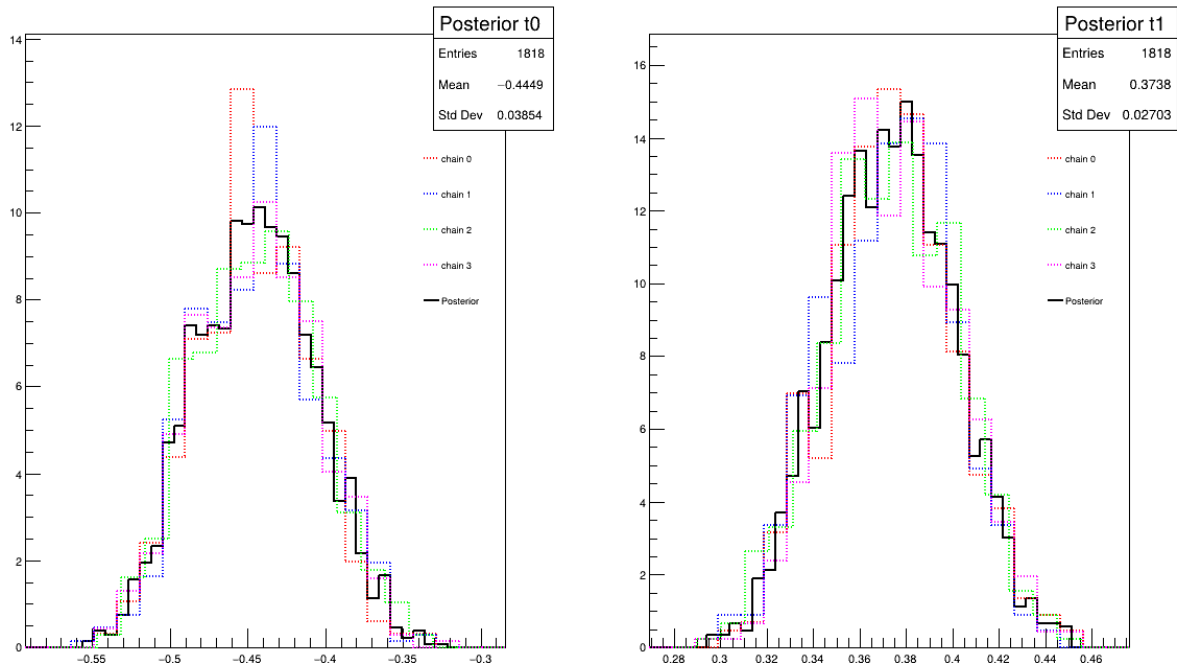 Posterior t0
Entries 1818
Mean −0.4449
Std Dev 0.03854
14
12
10
8
6
4
2
0
chain 0
chain 1
chain 2
chain 3
Posterior
−0.55 −0.5 −0.45 −0.4 −0.35 −0.3
Posterior t1
Entries 1818
Mean 0.3738
Std Dev 0.02703
16
14
12
10
8
6
4
2
0
chain 0
chain 1
chain 2
chain 3
Posterior
0.28 0.3 0.32 0.34 0.36 0.38 0.4 0.42 0.44 0.46